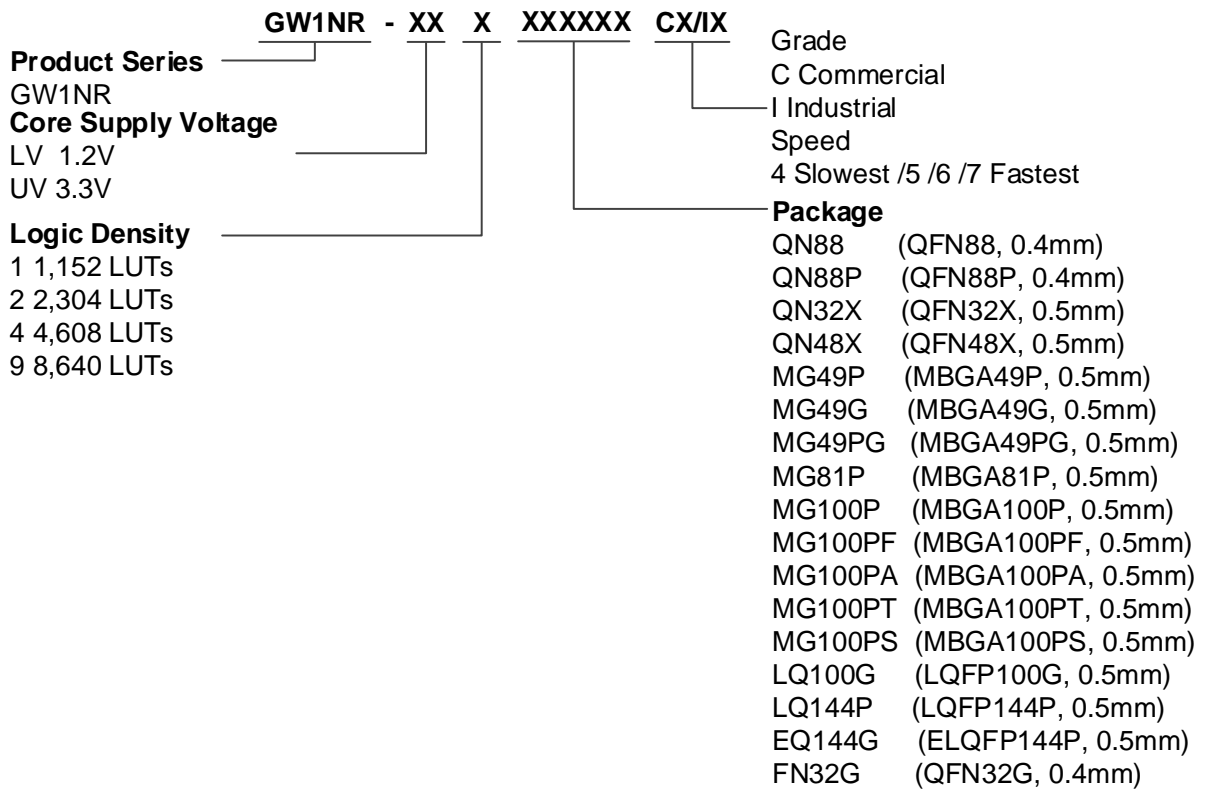 GW1NR - XX X XXXXXX CX/IX
Product Series
GW1NR
Core Supply Voltage
LV 1.2V
UV 3.3V
Logic Density
1 1,152 LUTs
2 2,304 LUTs
4 4,608 LUTs
9 8,640 LUTs
Grade
C Commercial
I Industrial
Speed
4 Slowest /5 /6 /7 Fastest
Package
QN88 (QFN88, 0.4mm)
QN88P (QFN88P, 0.4mm)
QN32X (QFN32X, 0.5mm)
QN48X (QFN48X, 0.5mm)
MG49P (MBGA49P, 0.5mm)
MG49G (MBGA49G, 0.5mm)
MG49PG (MBGA49PG, 0.5mm)
MG81P (MBGA81P, 0.5mm)
MG100P (MBGA100P, 0.5mm)
MG100PF (MBGA100PF, 0.5mm)
MG100PA (MBGA100PA, 0.5mm)
MG100PT (MBGA100PT, 0.5mm)
MG100PS (MBGA100PS, 0.5mm)
LQ100G (LQFP100G, 0.5mm)
LQ144P (LQFP144P, 0.5mm)
EQ144G (ELQFP144P, 0.5mm)
FN32G (QFN32G, 0.4mm)